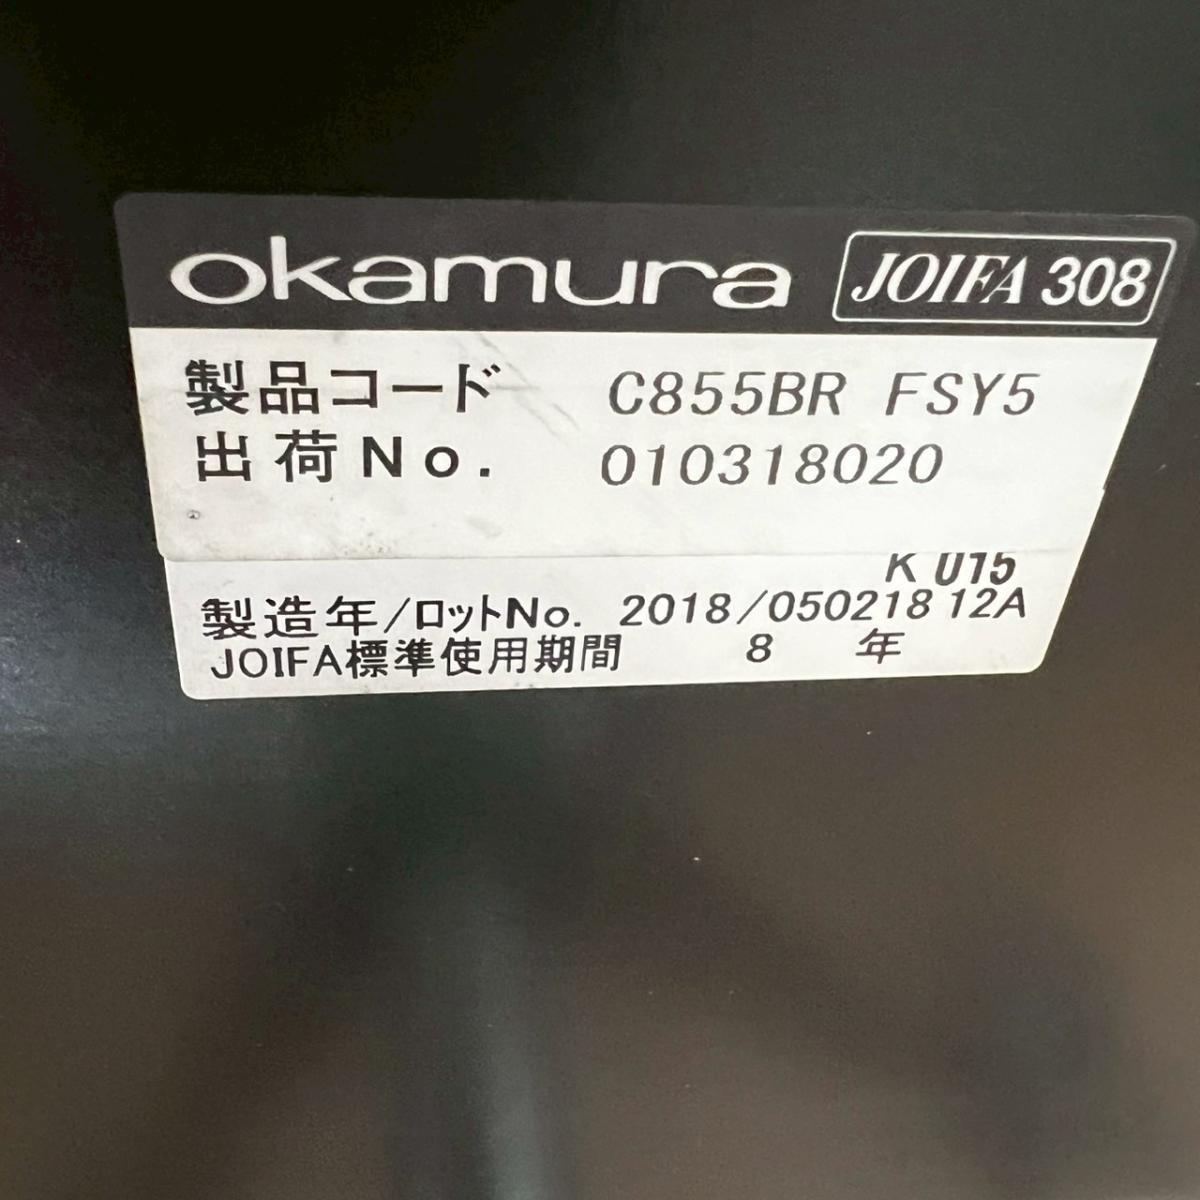 okamura JOIFA 308
製品コード C855BR FSY5
出荷No. 010318020
K U15
製造年/ロットNo. 2018/050218 12A
JOIFA標準使用期間 8 年